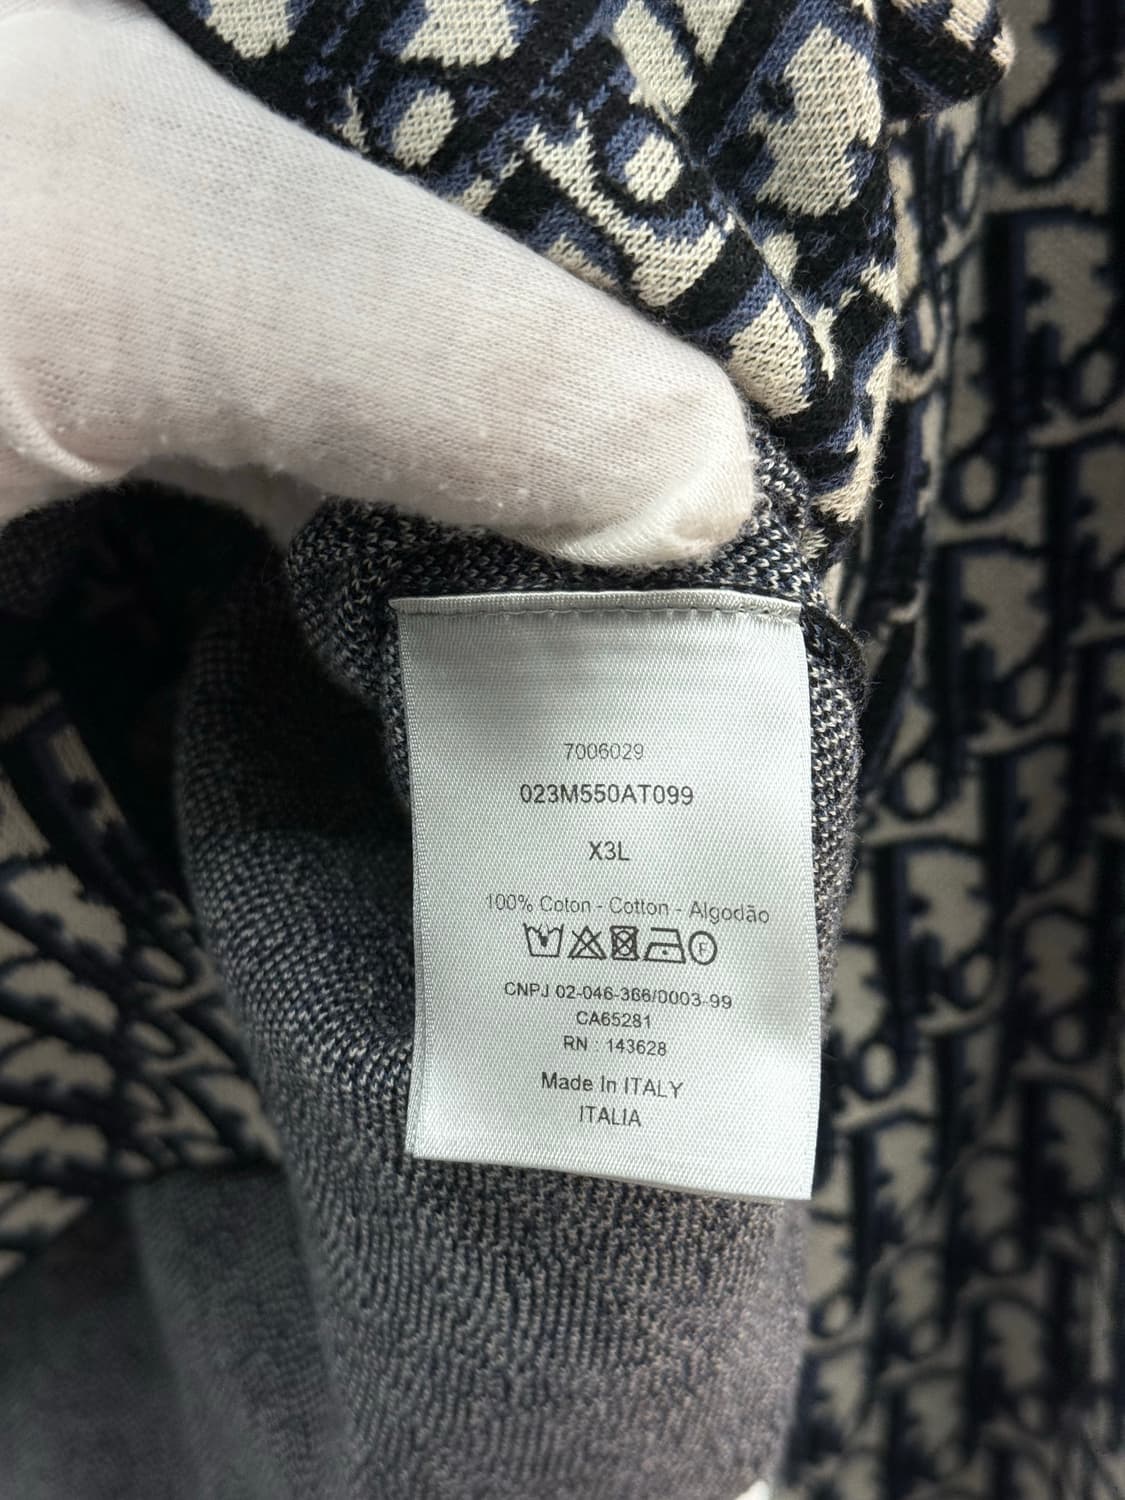 7006029
023M550AT099
X3L
100% Coton - Cotton - Algodão
F
CNPJ 02-046-366/0003-99
CA65281
RN : 143628
Made In ITALY
ITALIA